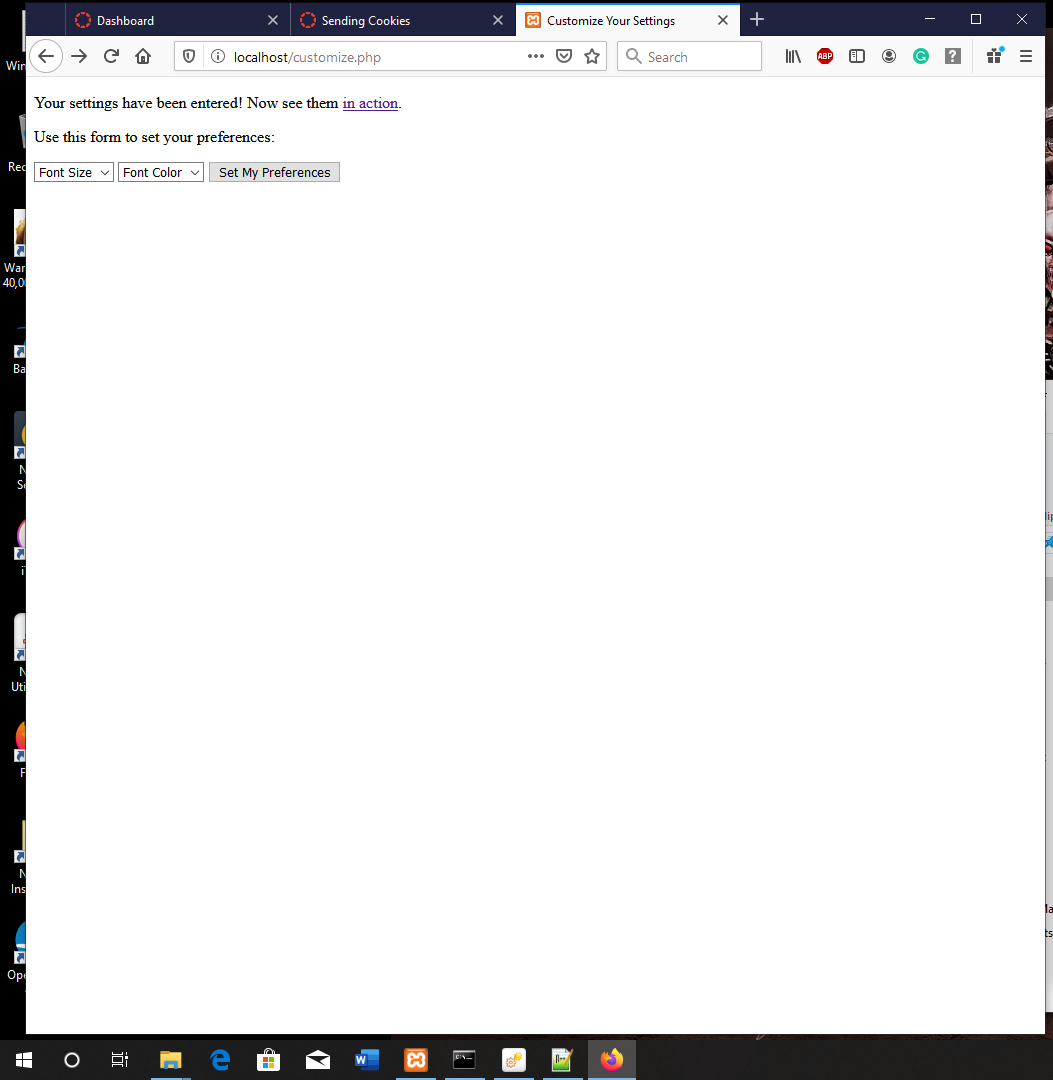 Dashboard
Sending Cookies
Customize Your Settings
localhost/customize.php
Search
ABP
Your settings have been entered! Now see them in action.
Use this form to set your preferences:
Font Size
Font Color
Set My Preferences
Win
Rec
War
40,0
Ba
N
Se
N
Uti
F
N
Ins
Ope